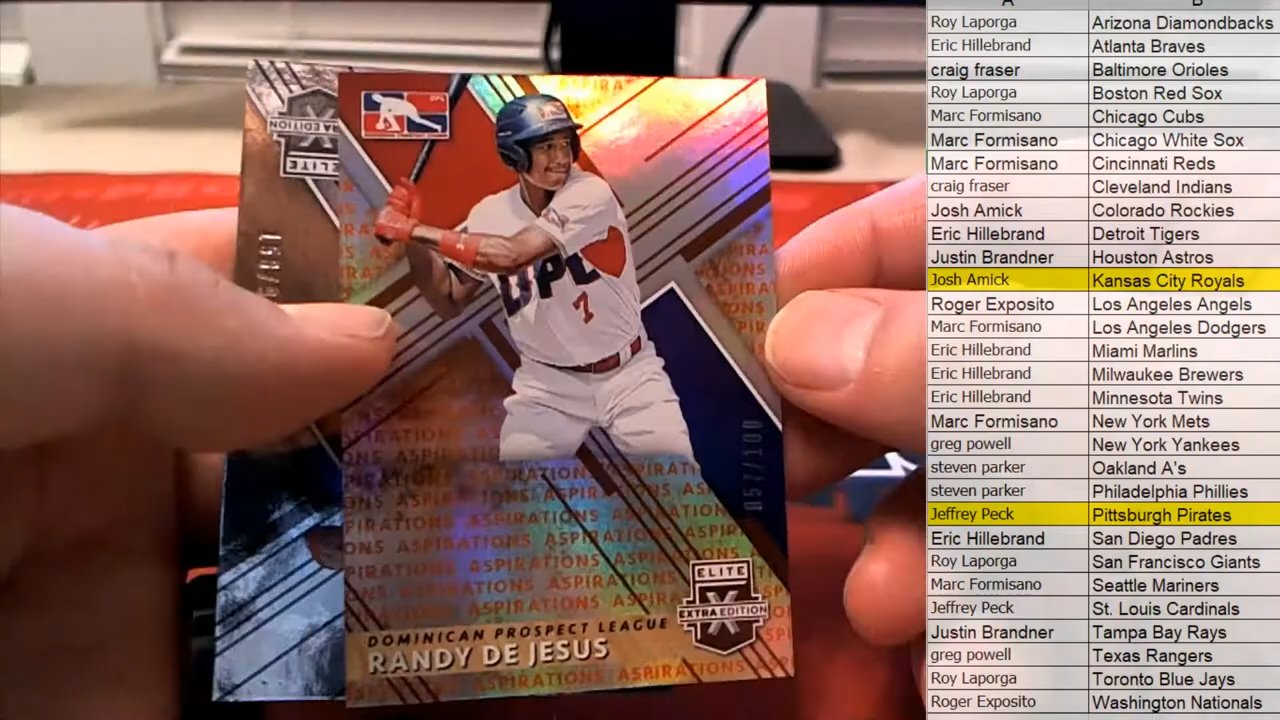 A B
Roy Laporga Arizona Diamondbacks
Eric Hillebrand Atlanta Braves
craig fraser Baltimore Orioles
Roy Laporga Boston Red Sox
Marc Formisano Chicago Cubs
Marc Formisano Chicago White Sox
Marc Formisano Cincinnati Reds
craig fraser Cleveland Indians
Josh Amick Colorado Rockies
Eric Hillebrand Detroit Tigers
Justin Brandner Houston Astros
Josh Amick Kansas City Royals
Roger Exposito Los Angeles Angels
Marc Formisano Los Angeles Dodgers
Eric Hillebrand Miami Marlins
Eric Hillebrand Milwaukee Brewers
Eric Hillebrand Minnesota Twins
Marc Formisano New York Mets
greg powell New York Yankees
steven parker Oakland A's
steven parker Philadelphia Phillies
Jeffrey Peck Pittsburgh Pirates
Eric Hillebrand San Diego Padres
Roy Laporga San Francisco Giants
Marc Formisano Seattle Mariners
Jeffrey Peck St. Louis Cardinals
Justin Brandner Tampa Bay Rays
greg powell Texas Rangers
Roy Laporga Toronto Blue Jays
Roger Exposito Washington Nationals
DPL
7
057/100
ASPIRATIONS ASPIRATIONS
ELITE
X
EXTRA EDITION
DOMINICAN PROSPECT LEAGUE
RANDY DE JESUS
ELITE
X